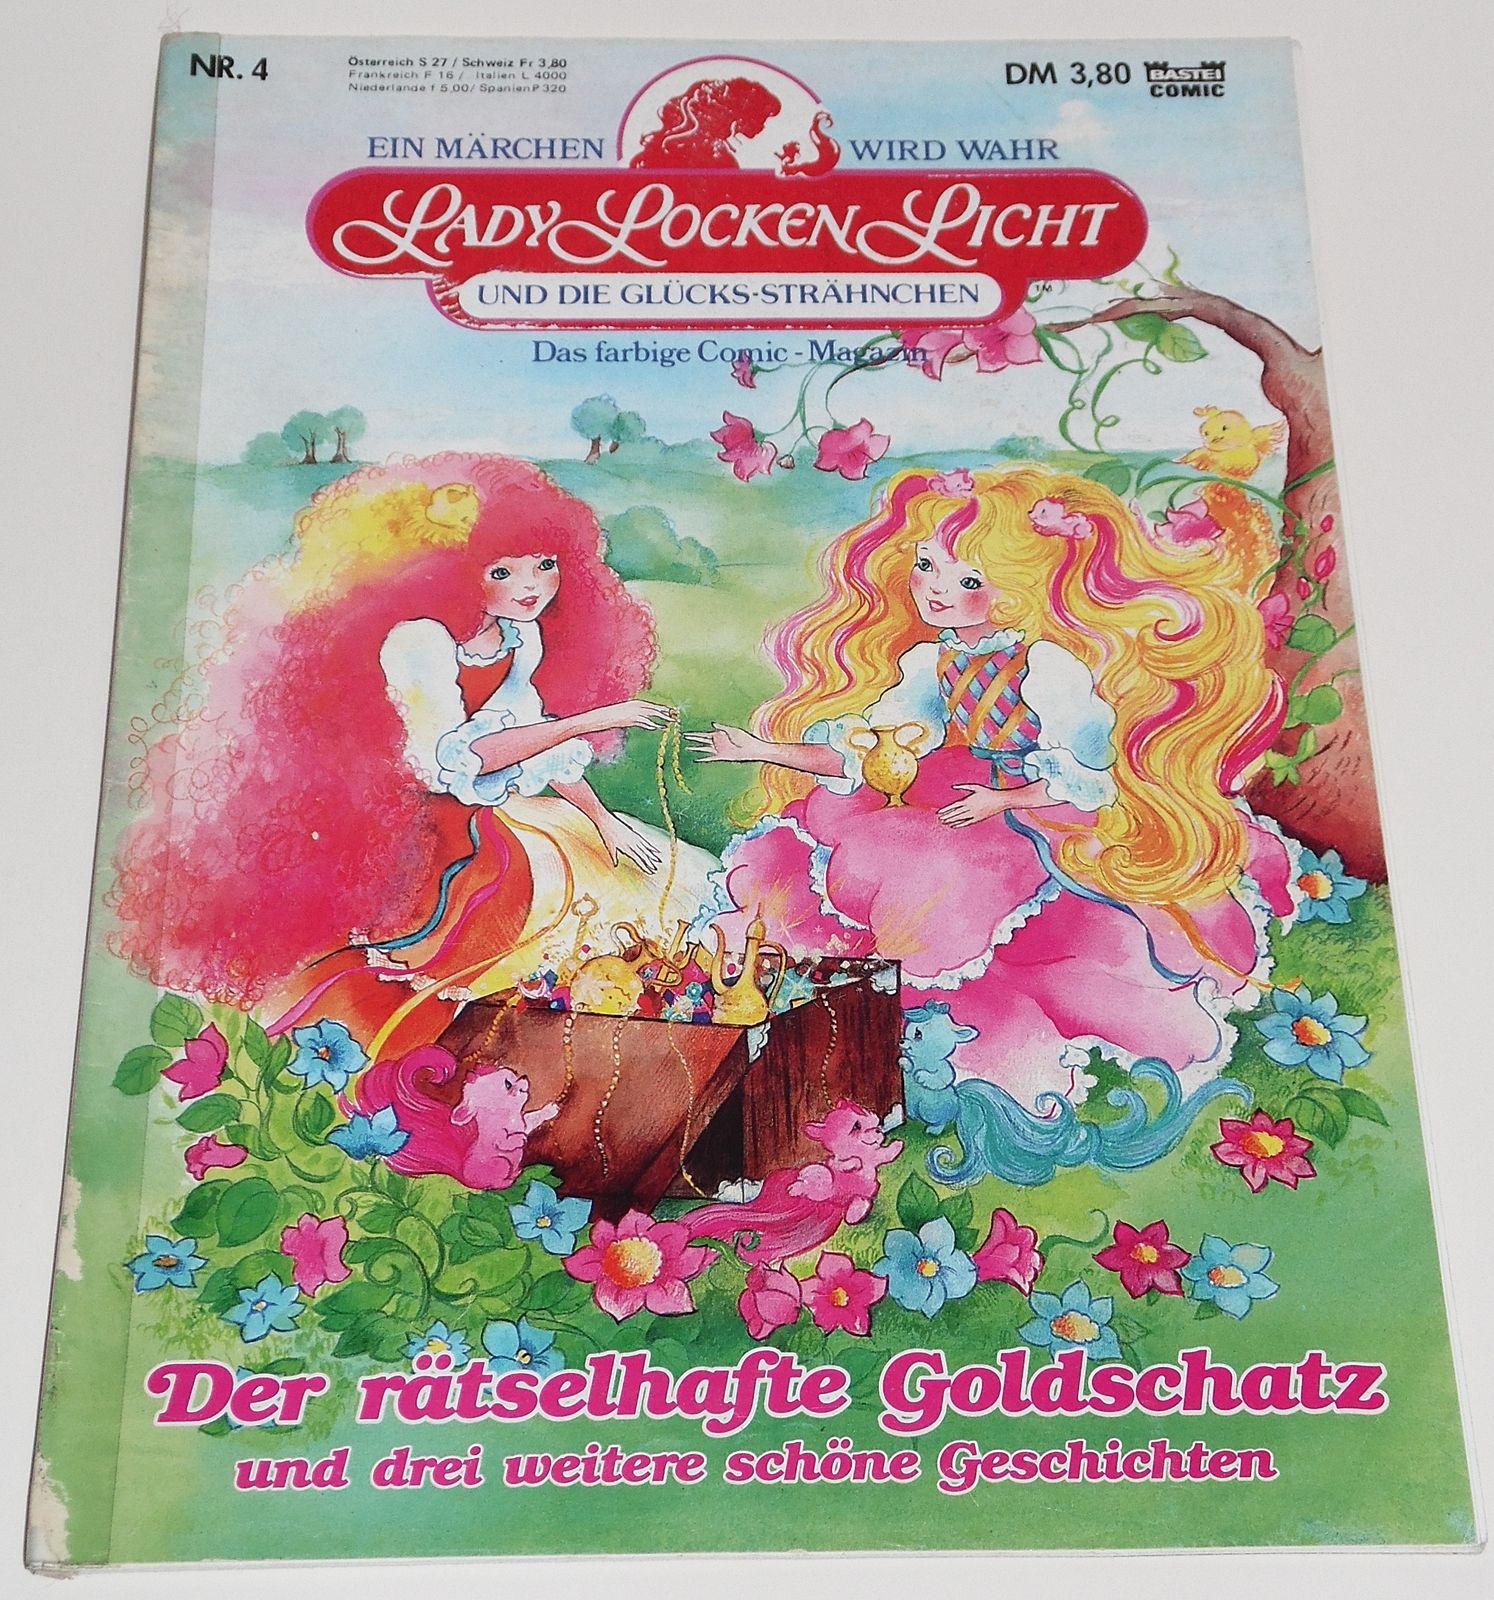 NR. 4
Österreich S 27 / Schweiz Fr 3,80
Frankreich F 16 / Italien L 4000
Niederlande f 5,00/ Spanien P 320
DM 3,80
BASTEI
COMIC
EIN MÄRCHEN WIRD WAHR
LADY LOCKEN LICHT
UND DIE GLÜCKS-STRÄHNCHEN
TM
Das farbige Comic - Magazin
Der rätselhafte Goldschatz
und drei weitere schöne Geschichten